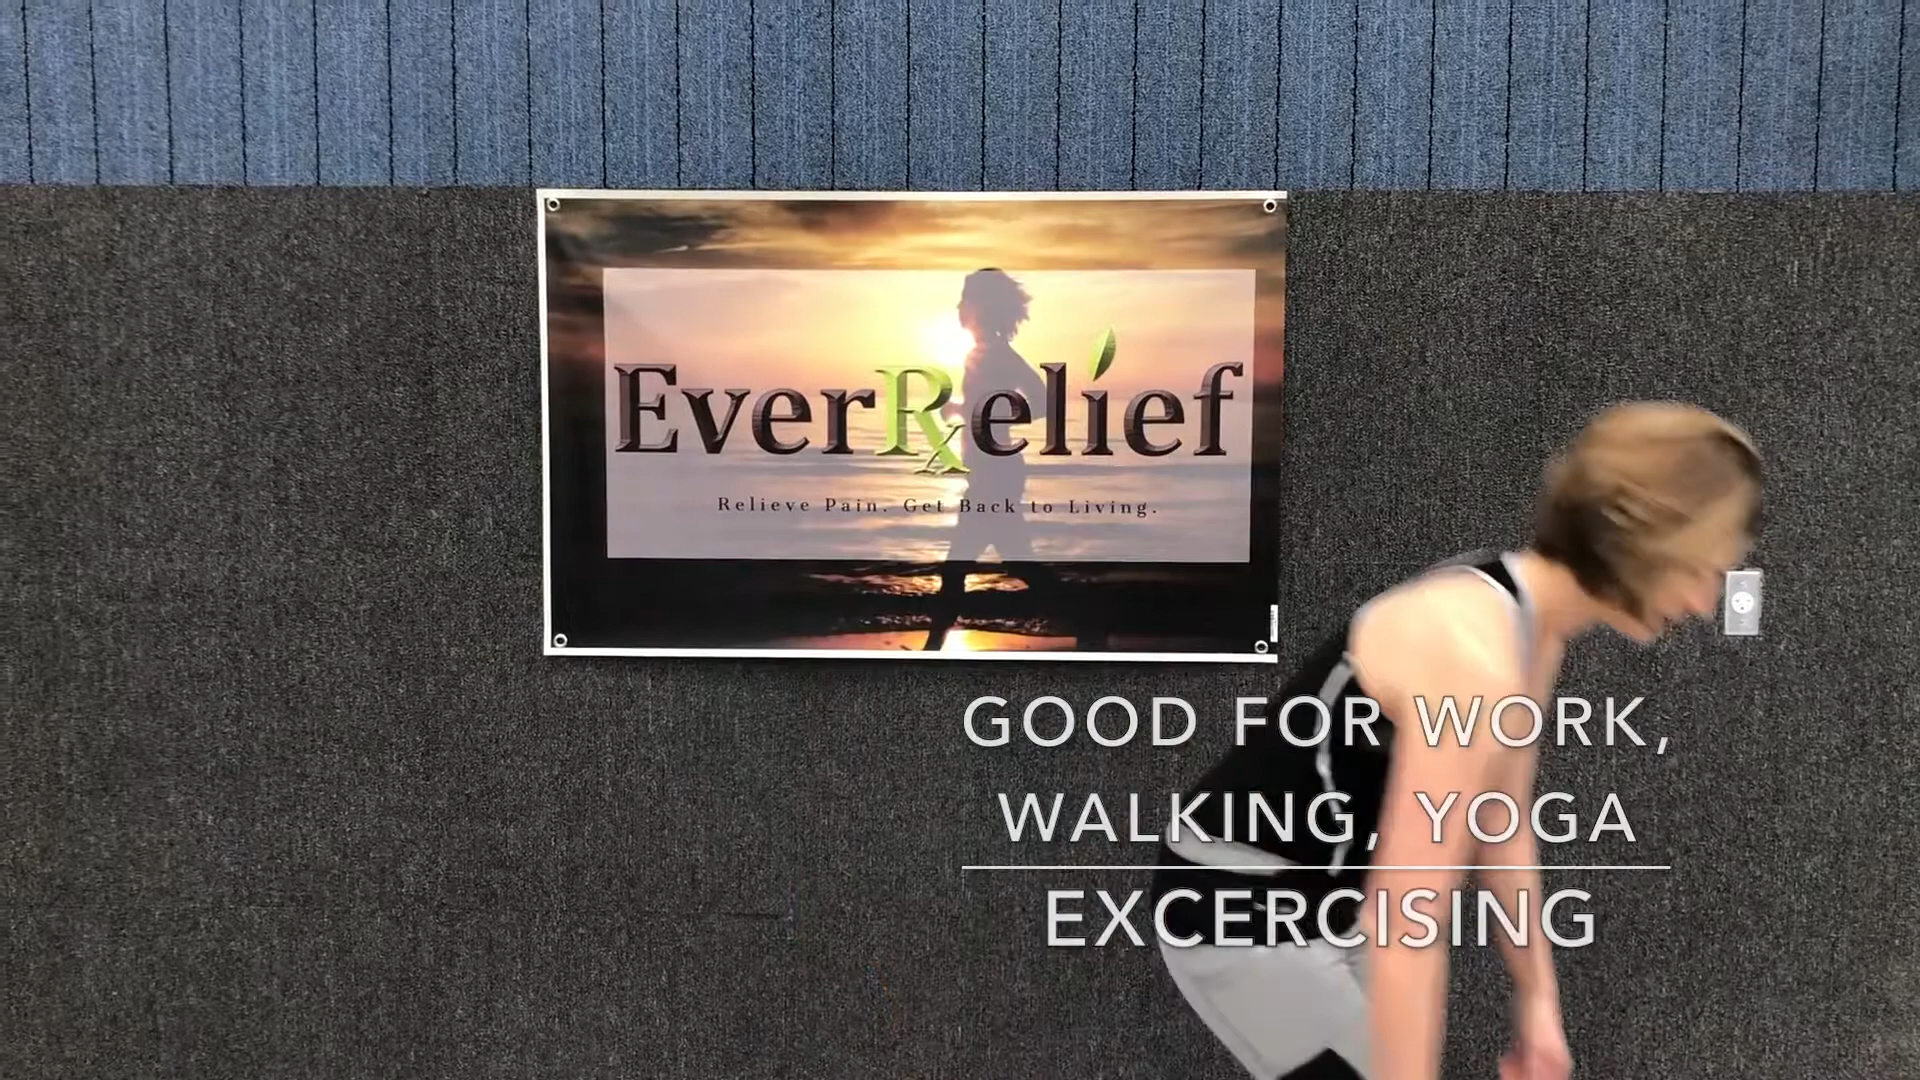 EverRelief
Relieve Pain. Get Back to Living.
GOOD FOR WORK,
WALKING, YOGA
EXCERCISING